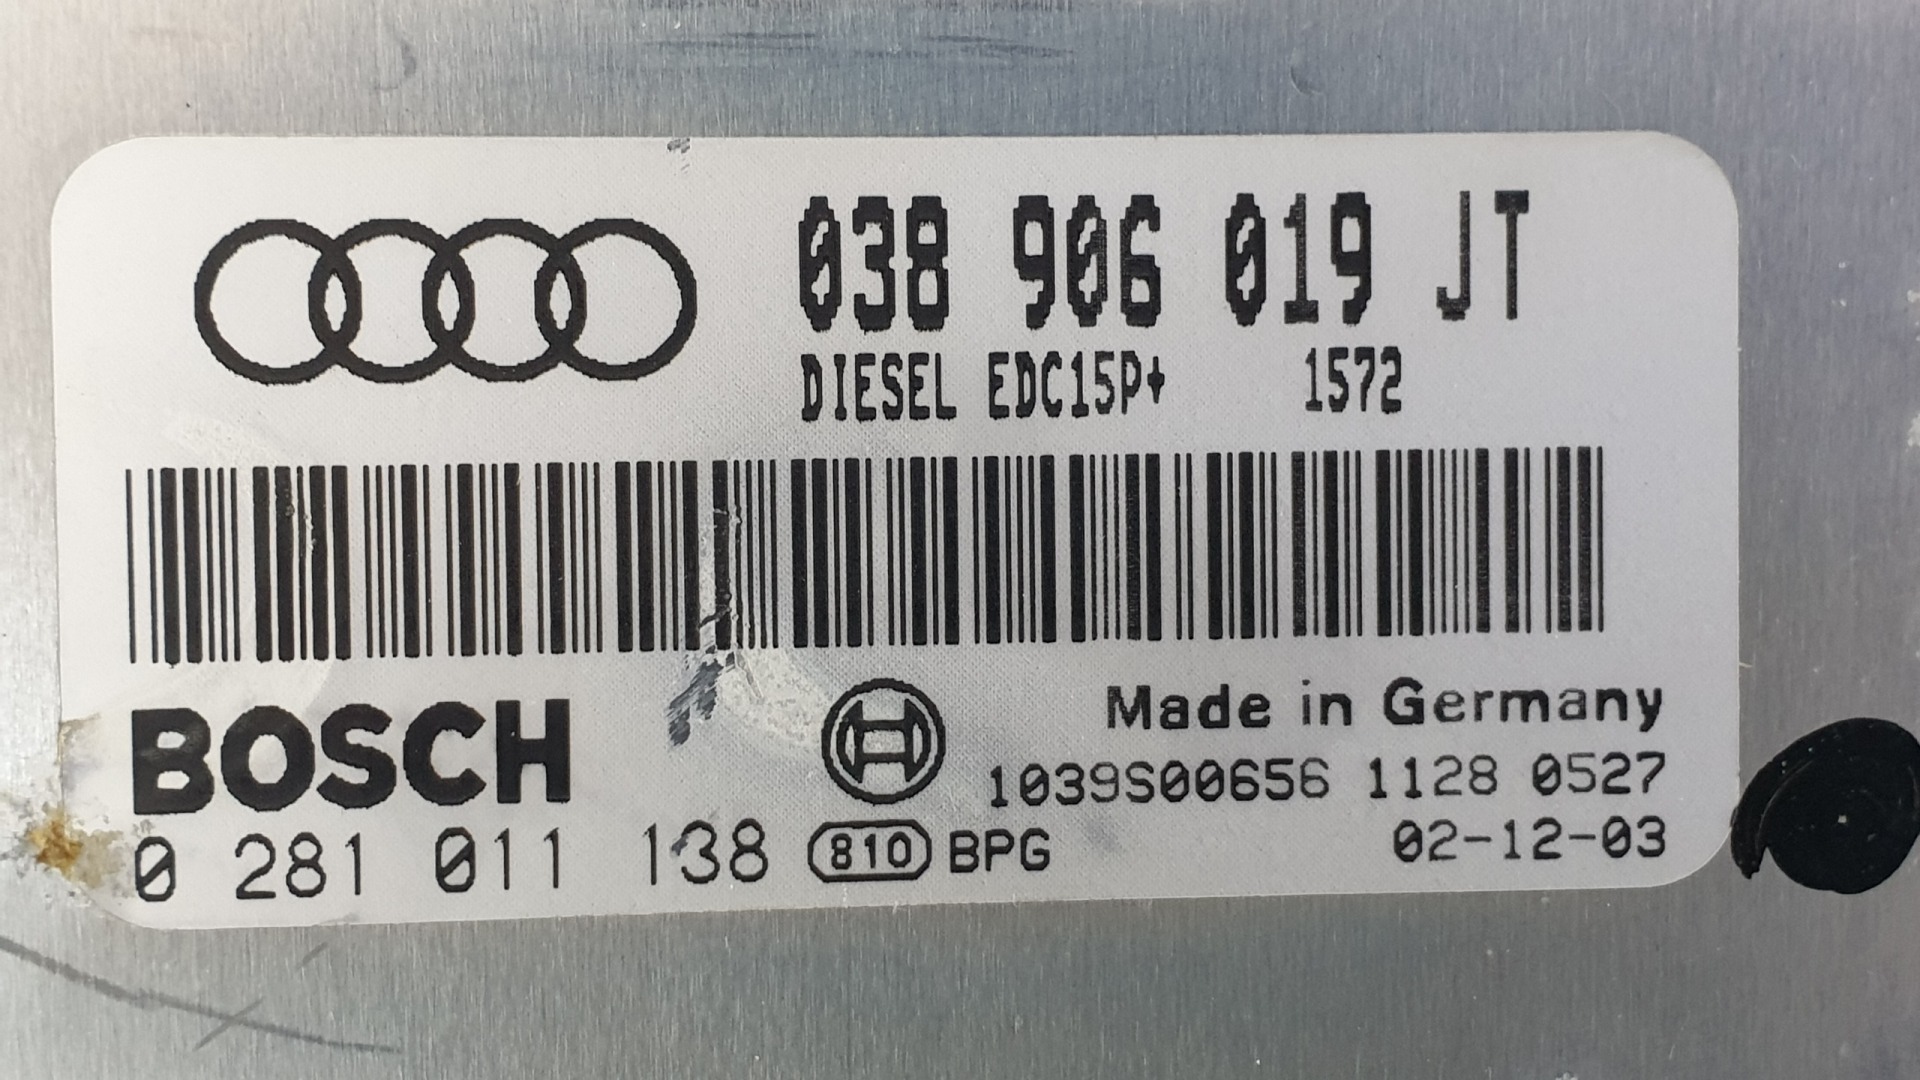 038 906 019 JT
DIESEL EDC15P+ 1572
BOSCH
Made in Germany
1039S00656 1128 0527
0 281 011 138 810 BPG 02-12-03